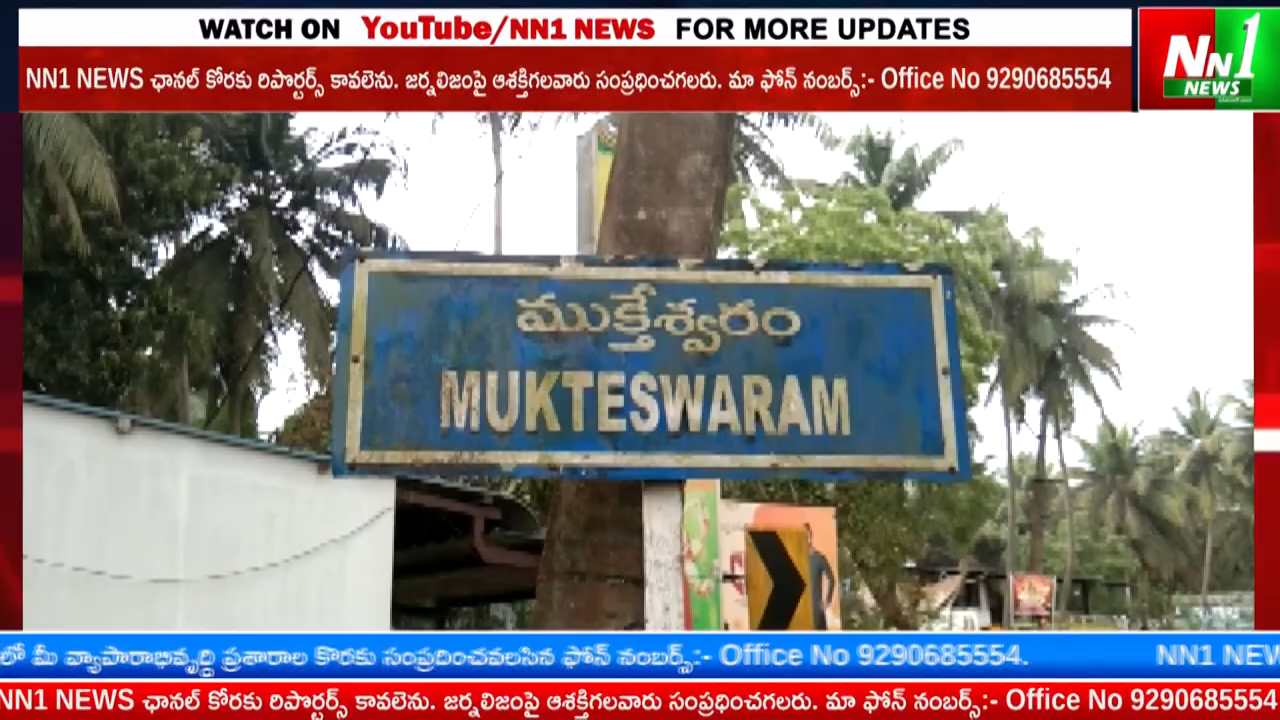 WATCH ON YouTube/NN1 NEWS FOR MORE UPDATES
NN1 NEWS ఛానల్ కోరకు రిపొర్టర్స్ కావలెను. జర్నలిజంపై ఆశక్తిగలవారు సంప్రధించగలరు. మా ఫోన్ నంబర్స్:- Office No 9290685554
NN1
NEWS
ముక్తేశ్వరం
MUKTESWARAM
లో మీ వ్యాపారాభివృద్ధి ప్రశారాల కొరకు సంప్రదించవలసిన ఫోన్ నంబర్స్:- Office No 9290685554. NN1 NEW
NN1 NEWS ఛానల్ కోరకు రిపొర్టర్స్ కావలెను. జర్నలిజంపై ఆశక్తిగలవారు సంప్రధించగలరు. మా ఫోన్ నంబర్స్:- Office No 9290685554